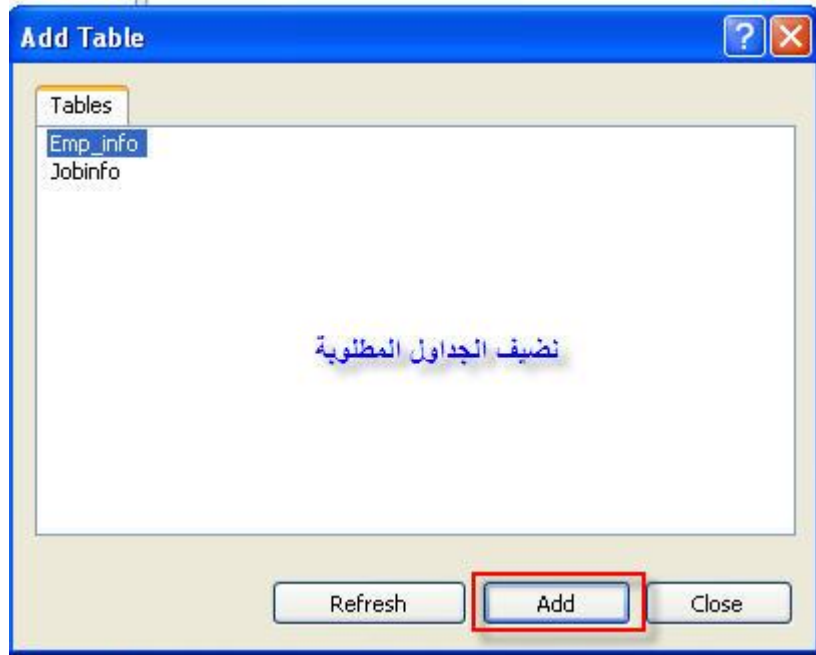 Add Table
Tables
Emp_info
Jobinfo
نضيف الجداول المطلوبة
Refresh
Add
Close